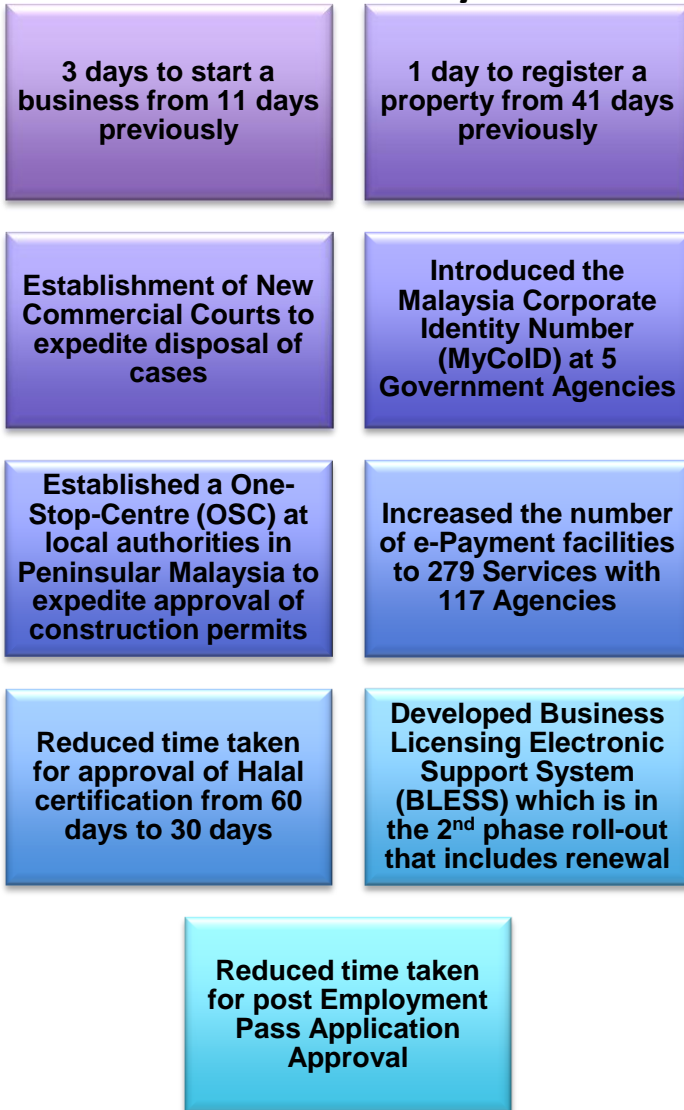 3 days to start a
business from 11 days
previously
1 day to register a
property from 41 days
previously
Establishment of New
Commercial Courts to
expedite disposal of
cases
Introduced the
Malaysia Corporate
Identity Number
(MyCoID) at 5
Government Agencies
Established a One-
Stop-Centre (OSC) at
local authorities in
Peninsular Malaysia to
expedite approval of
construction permits
Increased the number
of e-Payment facilities
to 279 Services with
117 Agencies
Reduced time taken
for approval of Halal
certification from 60
days to 30 days
Developed Business
Licensing Electronic
Support System
(BLESS) which is in
the 2nd phase roll-out
that includes renewal
Reduced time taken
for post Employment
Pass Application
Approval